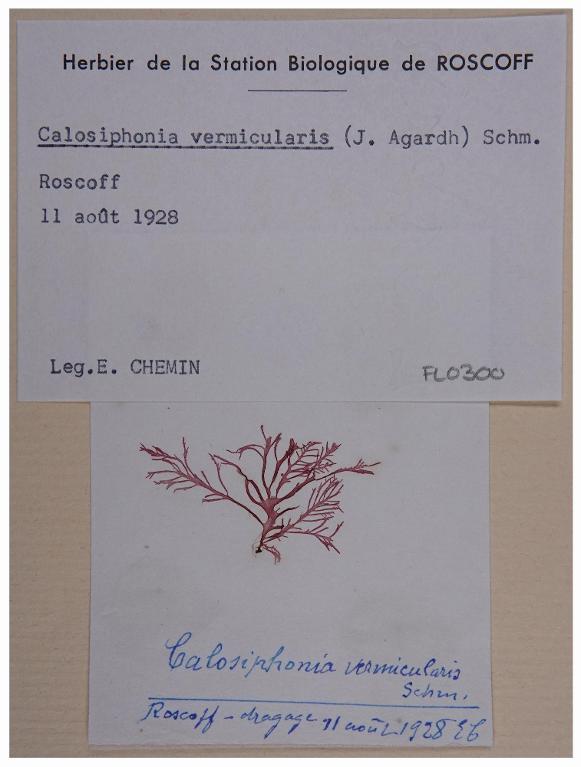 Herbier de la Station Biologique de ROSCOFF
Calosiphonia vermicularis (J. Agardh) Schm.
Roscoff
11 août 1928
Leg.E. CHEMIN
FL0300
Calosiphonia vermicularis
Schm.
Roscoff - dragage 11 août 1928 EC